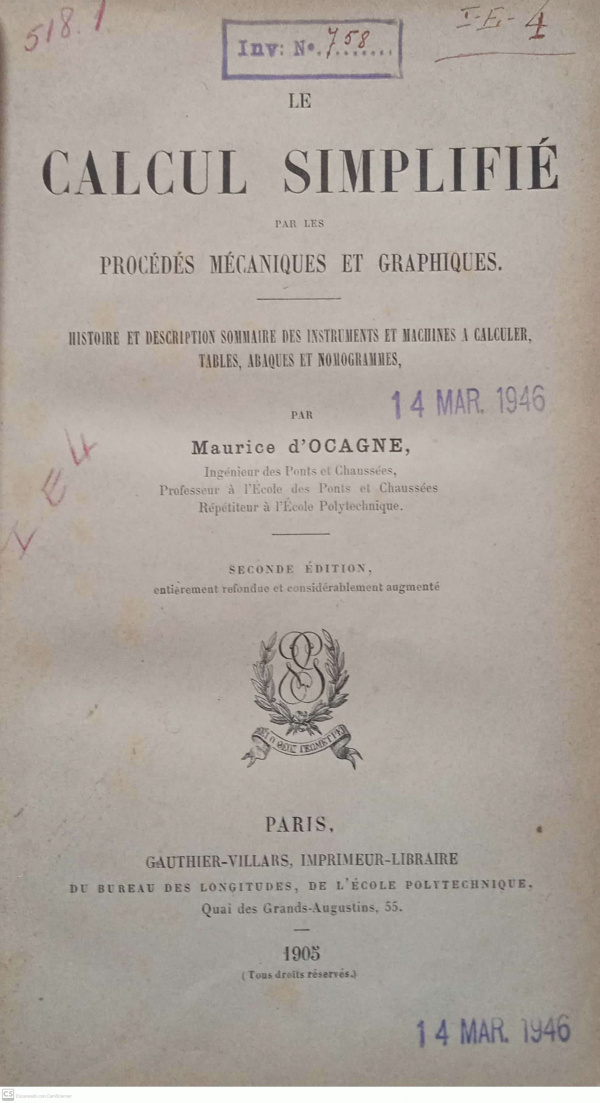 518.1
Inv: Nº. 758
I-E-4
LE
CALCUL SIMPLIFIÉ
PAR LES
PROCÉDÉS MÉCANIQUES ET GRAPHIQUES.
HISTOIRE ET DESCRIPTION SOMMAIRE DES INSTRUMENTS ET MACHINES A CALCULER,
TABLES, ABAQUES ET NOMOGRAMMES,
14 MAR. 1946
PAR
Maurice d'OCAGNE,
Ingénieur des Ponts et Chaussées,
Professeur à l'École des Ponts et Chaussées
Répétiteur à l'École Polytechnique.
SECONDE ÉDITION,
entièrement refondue et considérablement augmenté
PARIS,
GAUTHIER-VILLARS, IMPRIMEUR-LIBRAIRE
DU BUREAU DES LONGITUDES, DE L'ÉCOLE POLYTECHNIQUE,
Quai des Grands-Augustins, 55.
1905
(Tous droits réservés.)
14 MAR. 1946
CS Escaneado con CamScanner